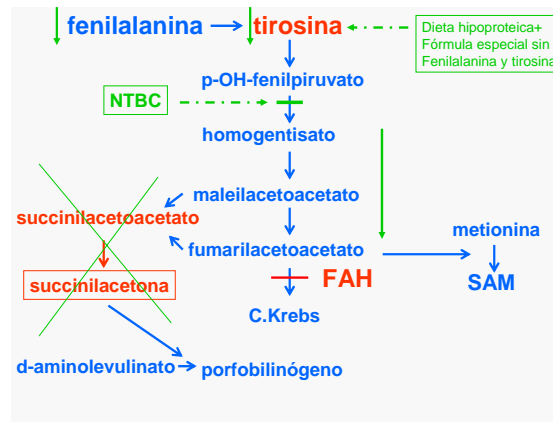 fenilalanina
tirosina
Dieta hipoproteica+
Fórmula especial sin
Fenilalanina y tirosina
p-OH-fenilpiruvato
NTBC
homogentisato
maleilacetoacetato
succinilacetoacetato
metionina
fumarilacetoacetato
succinilacetona
FAH
SAM
C.Krebs
d-aminolevulinato
porfobilinógeno